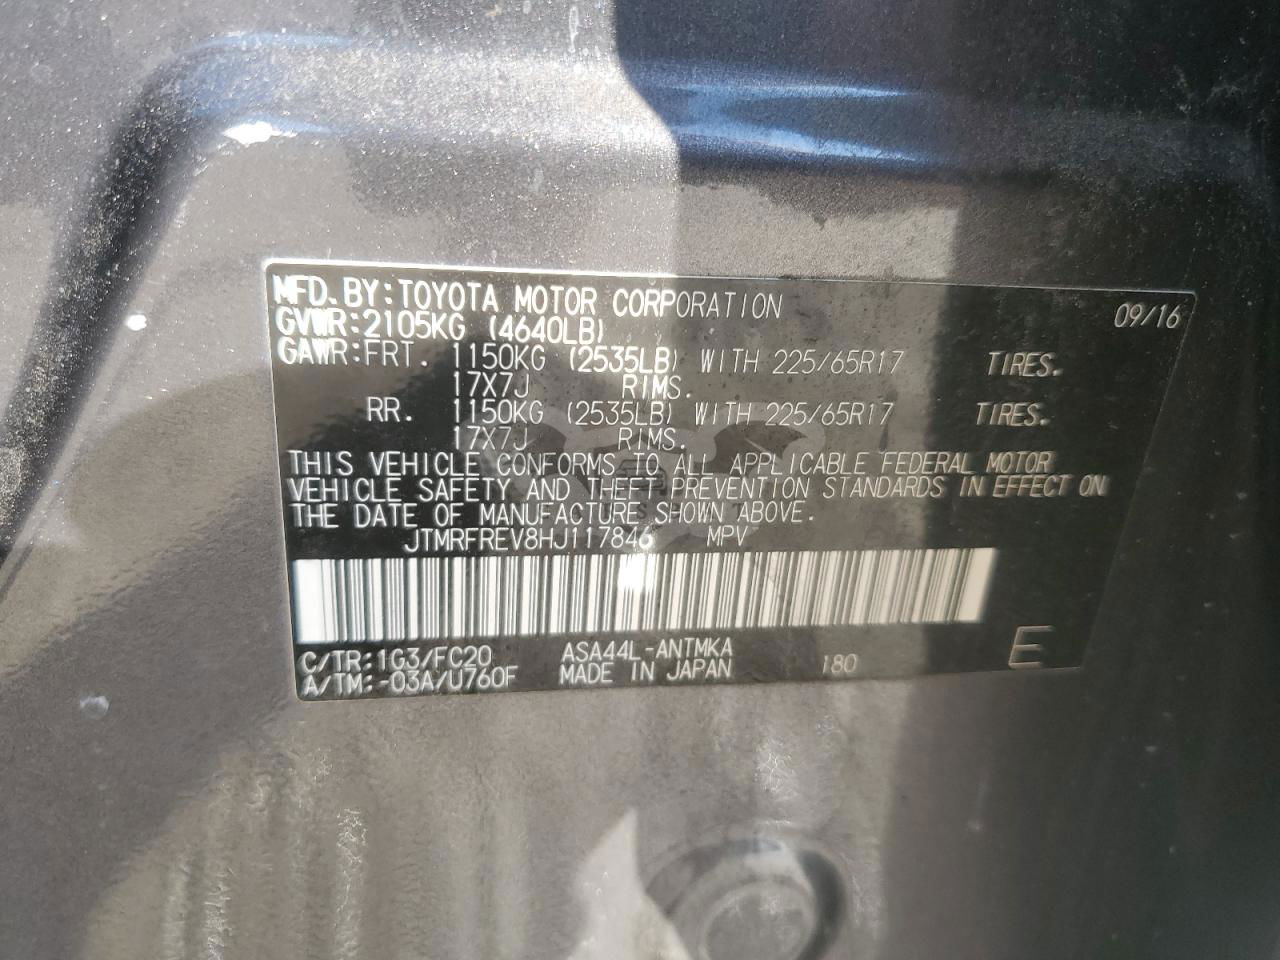 MFD. BY: TOYOTA MOTOR CORPORATION 09/16
GVWR: 2105KG (4640LB)
GAWR: FRT. 1150KG (2535LB) WITH 225/65R17 TIRES.
17X7J RIMS.
RR. 1150KG (2535LB) WITH 225/65R17 TIRES.
17X7J RIMS.
THIS VEHICLE CONFORMS TO ALL APPLICABLE FEDERAL MOTOR
VEHICLE SAFETY AND THEFT PREVENTION STANDARDS IN EFFECT ON
THE DATE OF MANUFACTURE SHOWN ABOVE.
JTMRFREV8HJ117846 MPV
C/TR: 1G3/FC20 ASA44L-ANTMKA 180 E
A/TM: -03A/U760F MADE IN JAPAN